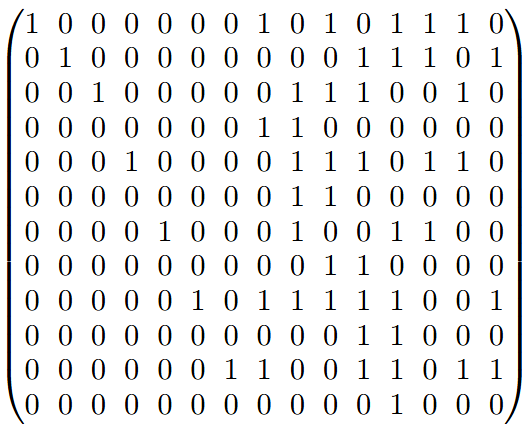 1 0 0 0 0 0 0 1 0 1 0 1 1 1 0
0 1 0 0 0 0 0 0 0 0 1 1 1 0 1
0 0 1 0 0 0 0 0 1 1 1 0 0 1 0
0 0 0 0 0 0 0 1 1 0 0 0 0 0 0
0 0 0 1 0 0 0 0 1 1 1 0 1 1 0
0 0 0 0 0 0 0 0 1 1 0 0 0 0 0
0 0 0 0 1 0 0 0 1 0 0 1 1 0 0
0 0 0 0 0 0 0 0 0 1 1 0 0 0 0
0 0 0 0 0 1 0 1 1 1 1 1 0 0 1
0 0 0 0 0 0 0 0 0 0 1 1 0 0 0
0 0 0 0 0 0 1 1 0 0 1 1 0 1 1
0 0 0 0 0 0 0 0 0 0 0 1 0 0 0